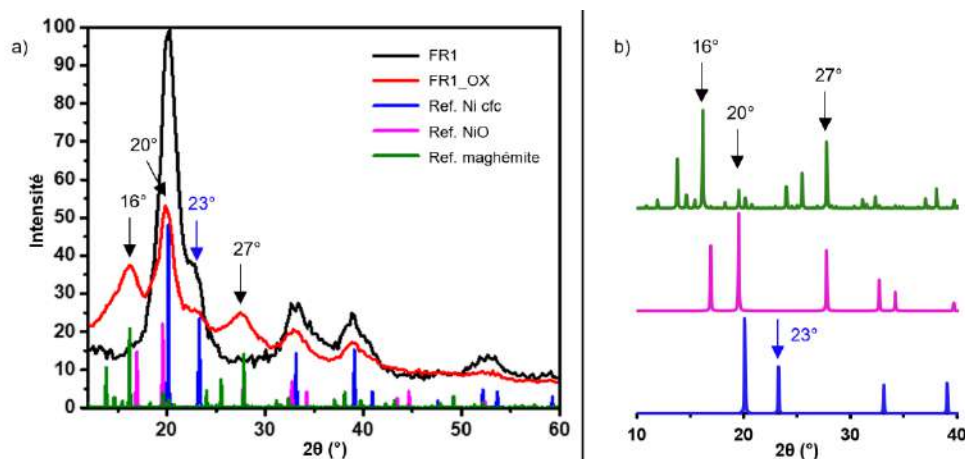 a)
100
90
80
70
60
50
40
30
20
10
0
Intensité
FR1
FR1_OX
Ref. Ni cfc
Ref. NiO
Ref. maghémite
16°
20°
23°
27°
20
30
40
50
60
2θ (°)
b)
16°
20°
27°
23°
10
20
30
40
2θ (°)